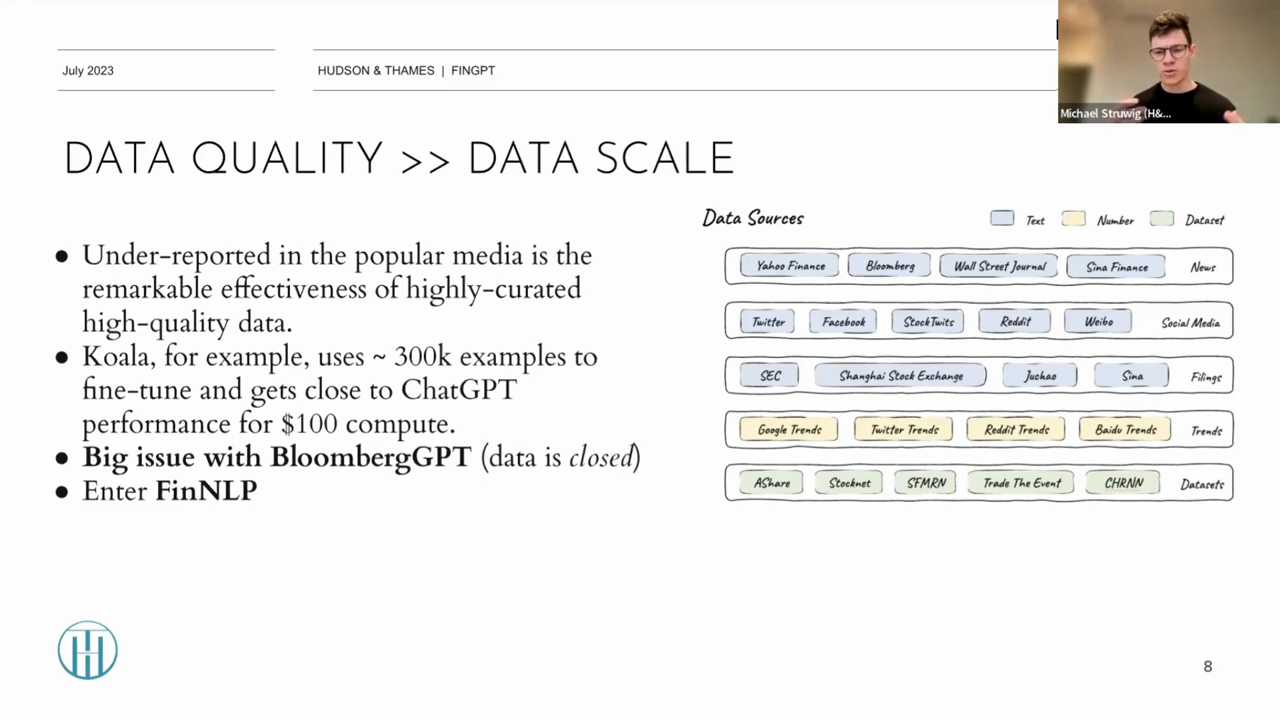 July 2023
HUDSON & THAMES | FINGPT
Michael Struwig (H&...
DATA QUALITY >> DATA SCALE
● Under-reported in the popular media is the
remarkable effectiveness of highly-curated
high-quality data.
● Koala, for example, uses ~ 300k examples to
fine-tune and gets close to ChatGPT
performance for $100 compute.
● Big issue with BloombergGPT (data is closed)
● Enter FinNLP
Data Sources
Text Number Dataset
Yahoo Finance Bloomberg Wall Street Journal Sina Finance News
Twitter Facebook StockTwits Reddit Weibo Social Media
SEC Shanghai Stock Exchange Juchao Sina Filings
Google Trends Twitter Trends Reddit Trends Baidu Trends Trends
AShare Stocknet SFMRN Trade The Event CHRNN Datasets
8